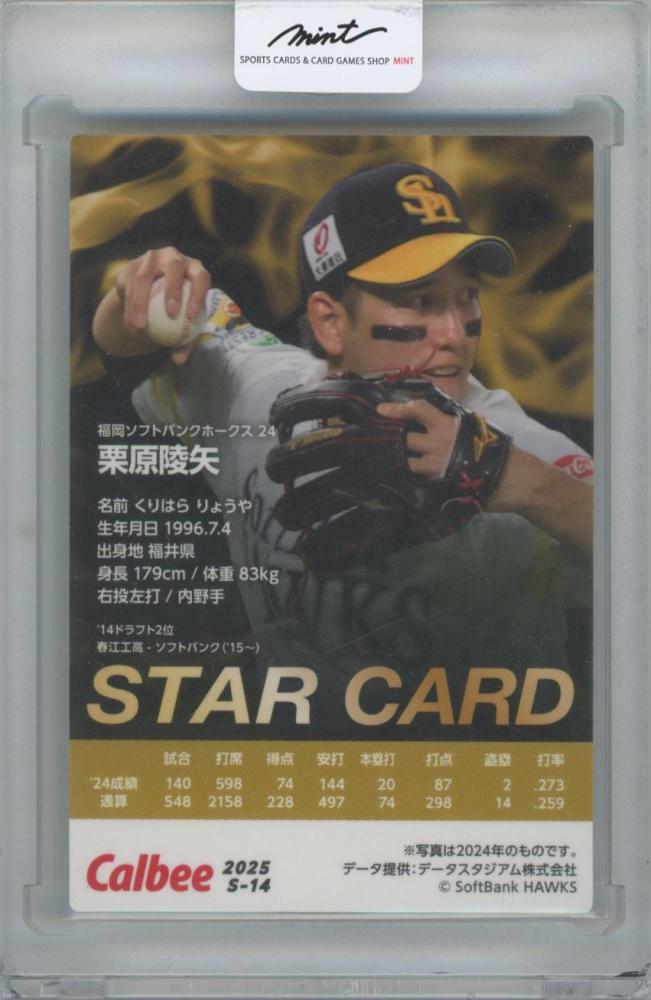 mint
SPORTS CARDS & CARD GAMES SHOP MINT
SH
福岡ソフトバンクホークス 24
栗原陵矢
名前 くりはら りょうや
生年月日 1996.7.4
出身地 福井県
身長 179cm / 体重 83kg
右投左打 / 内野手
'14ドラフト2位
春江工高 - ソフトバンク('15〜)
STAR CARD
試合 打席 得点 安打 本塁打 打点 盗塁 打率
'24成績 140 598 74 144 20 87 2 .273
通算 548 2158 228 497 74 298 14 .259
※写真は2024年のものです。
データ提供:データスタジアム株式会社
© SoftBank HAWKS
Calbee 2025
S-14